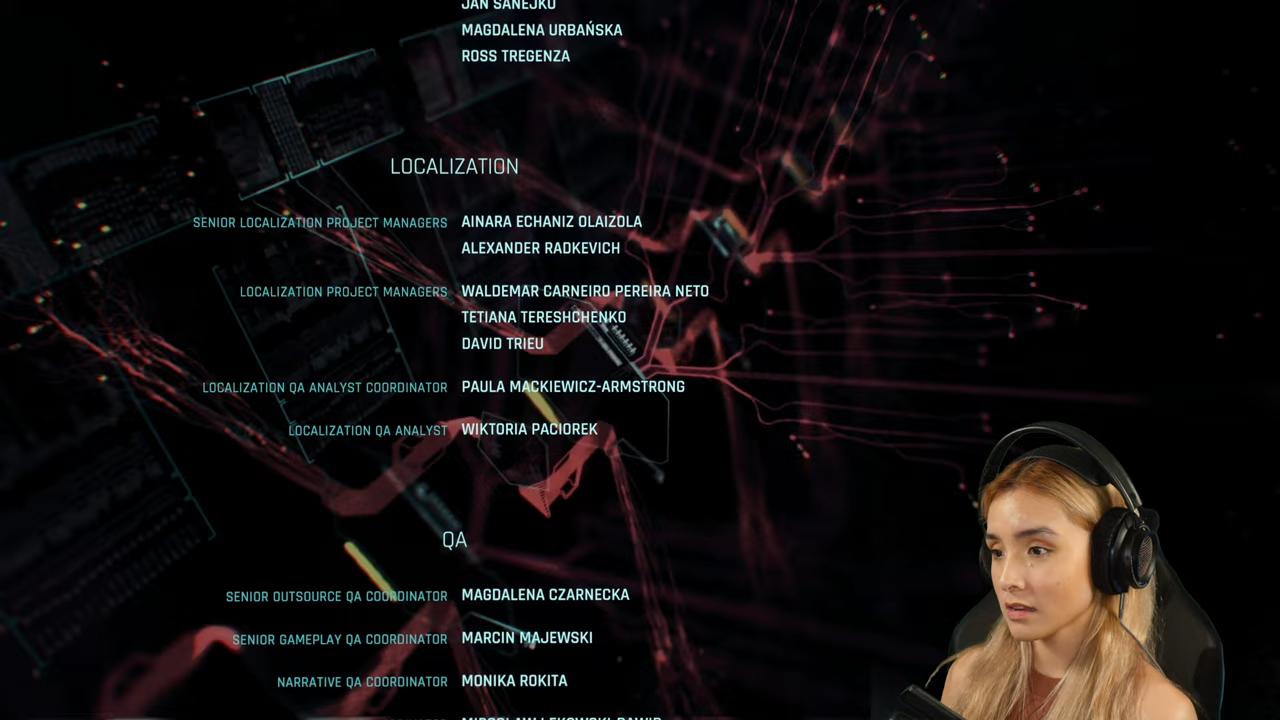 JAN SANEJKO
MAGDALENA URBAŃSKA
ROSS TREGENZA
LOCALIZATION
SENIOR LOCALIZATION PROJECT MANAGERS AINARA ECHANIZ OLAIZOLA
ALEXANDER RADKEVICH
LOCALIZATION PROJECT MANAGERS WALDEMAR CARNEIRO PEREIRA NETO
TETIANA TERESHCHENKO
DAVID TRIEU
LOCALIZATION QA ANALYST COORDINATOR PAULA MACKIEWICZ-ARMSTRONG
LOCALIZATION QA ANALYST WIKTORIA PACIOREK
QA
SENIOR OUTSOURCE QA COORDINATOR MAGDALENA CZARNECKA
SENIOR GAMEPLAY QA COORDINATOR MARCIN MAJEWSKI
NARRATIVE QA COORDINATOR MONIKA ROKITA